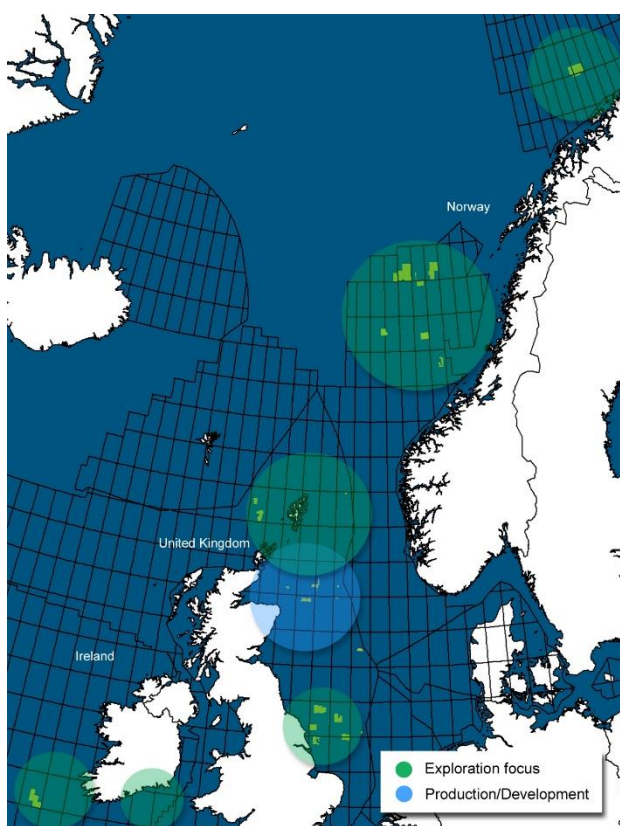 Norway
United Kingdom
Ireland
Exploration focus
Production/Development